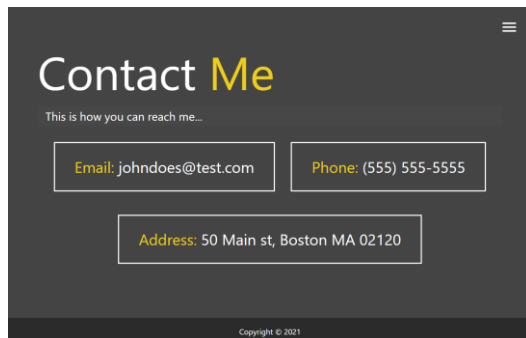 Contact Me
This is how you can reach me...
Email: johndoes@test.com
Phone: (555) 555-5555
Address: 50 Main st, Boston MA 02120
Copyright © 2021